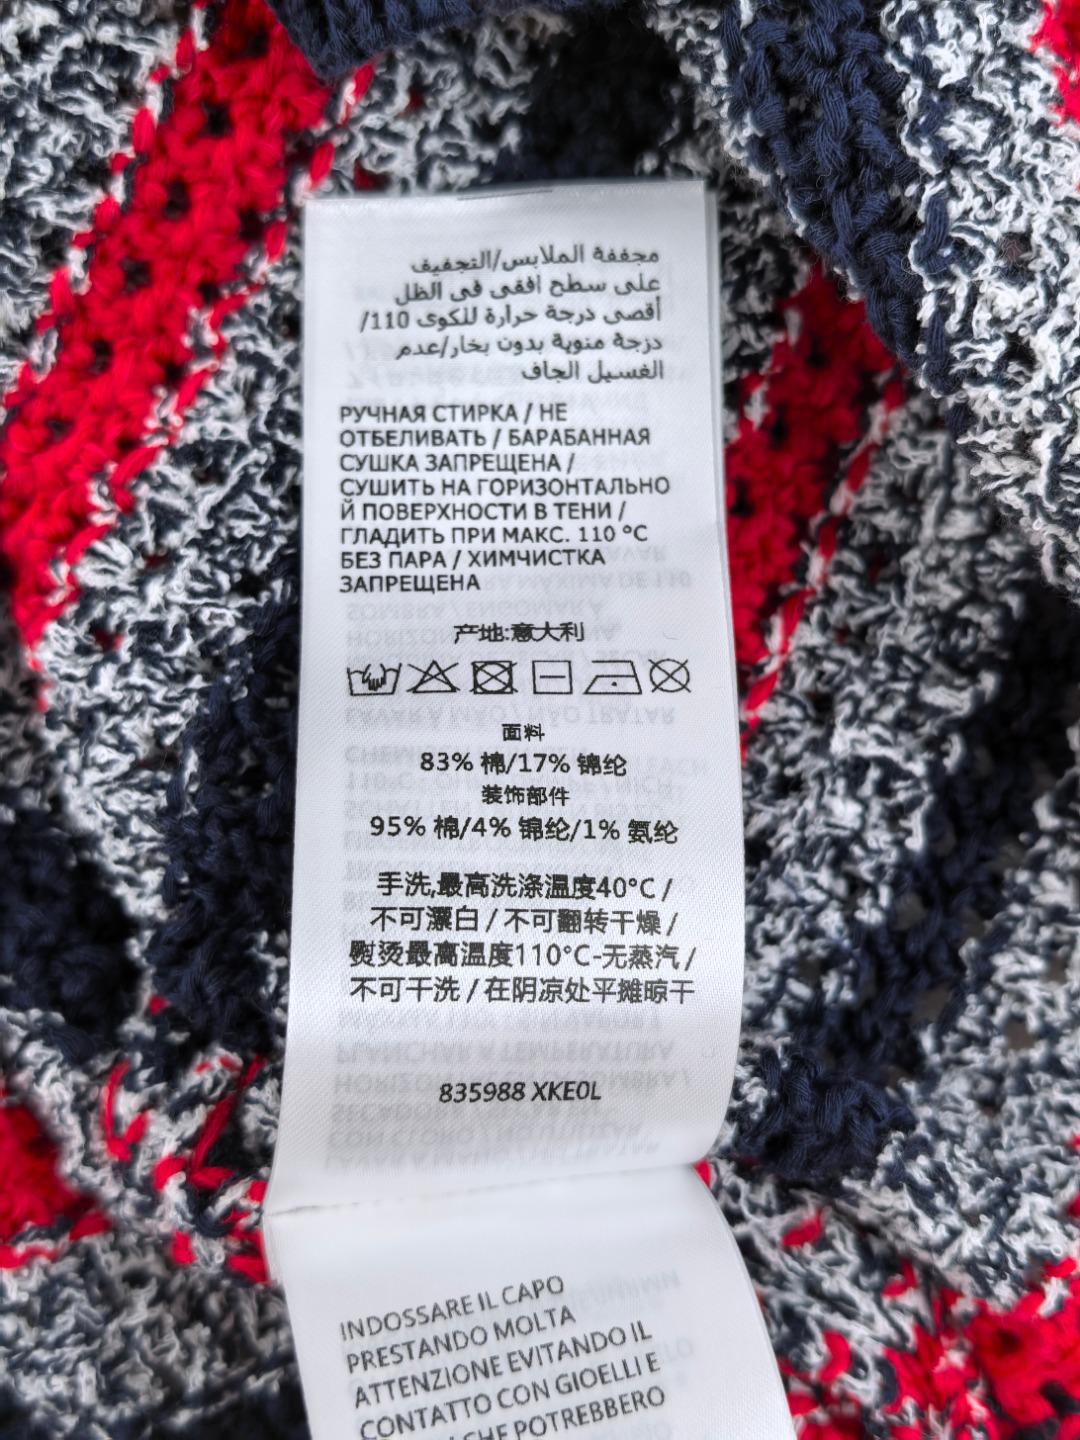 مجففة الملابس/التجفيف
على سطح افقى فى الظل
أقصى درجة حرارة للكوى 110/
درجة منوية بدون بخار/عدم
الغسيل الجاف
РУЧНАЯ СТИРКА / НЕ
ОТБЕЛИВАТЬ / БАРАБАННАЯ
СУШКА ЗАПРЕЩЕНА /
СУШИТЬ НА ГОРИЗОНТАЛЬНО
Й ПОВЕРХНОСТИ В ТЕНИ /
ГЛАДИТЬ ПРИ МАКС. 110 °C
БЕЗ ПАРА / ХИМЧИСТКА
ЗАПРЕЩЕНА
产地:意大利
面料
83% 棉/17% 锦纶
装饰部件
95% 棉/4% 锦纶/1% 氨纶
手洗,最高洗涤温度40°C /
不可漂白 / 不可翻转干燥 /
熨烫最高温度110°C-无蒸汽 /
不可干洗 / 在阴凉处平摊晾干
835988 XKE0L
INDOSSARE IL CAPO
PRESTANDO MOLTA
ATTENZIONE EVITANDO IL
CONTATTO CON GIOELLI E
CHE POTREBBERO